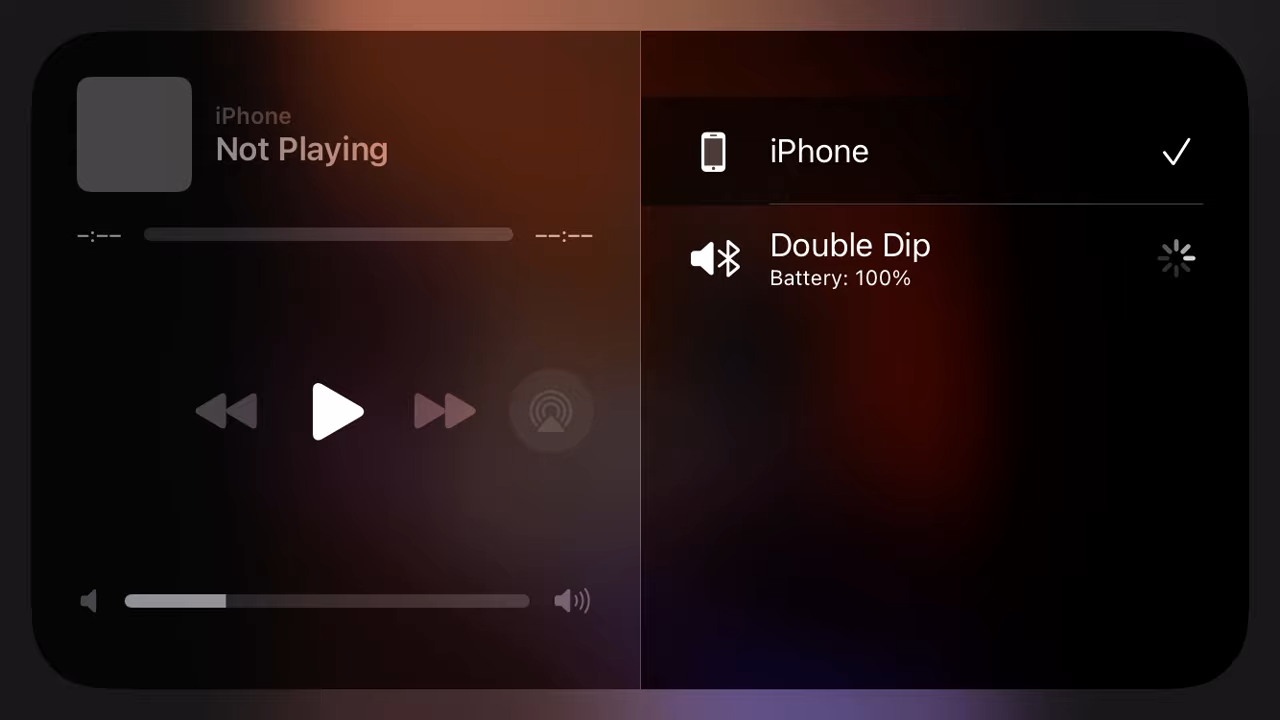 iPhone
Not Playing
--:--
--:--
iPhone
Double Dip
Battery: 100%